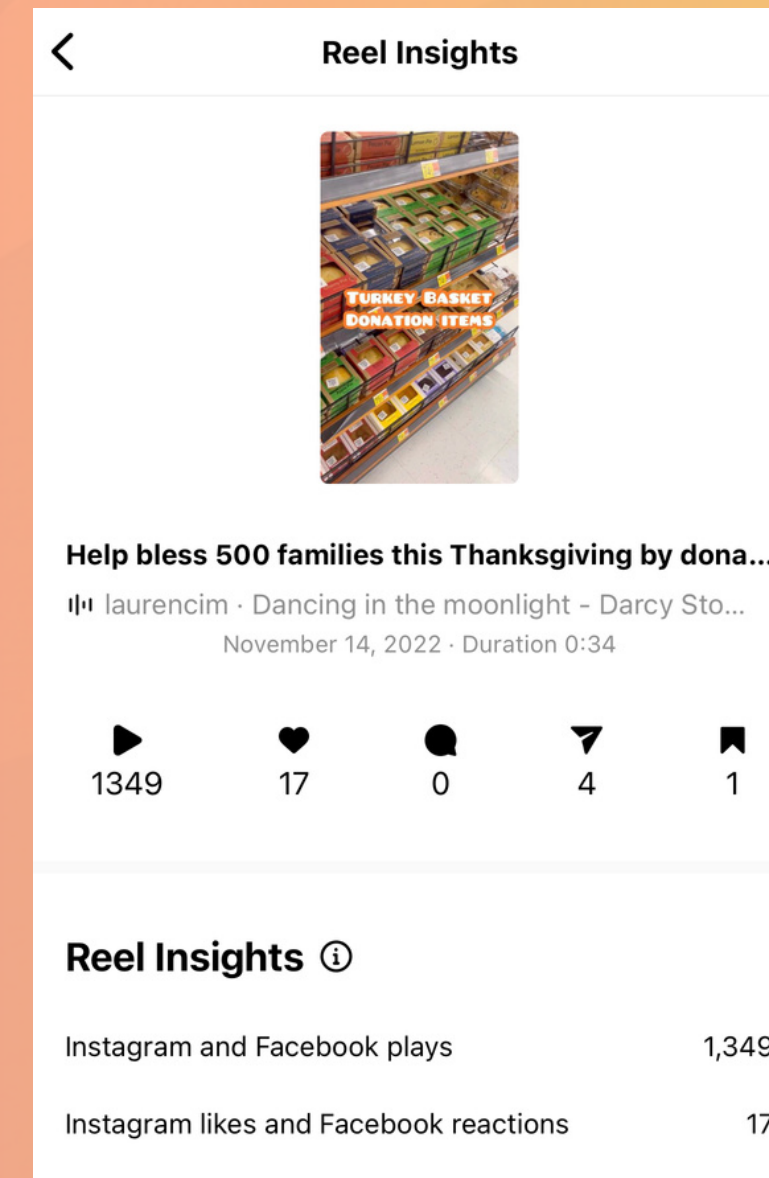 Reel Insights
TURKEY BASKET
DONATION ITEMS
Help bless 500 families this Thanksgiving by dona...
laurencim · Dancing in the moonlight - Darcy Sto...
November 14, 2022 · Duration 0:34
1349 17 0 4 1
Reel Insights
Instagram and Facebook plays 1,349
Instagram likes and Facebook reactions 17